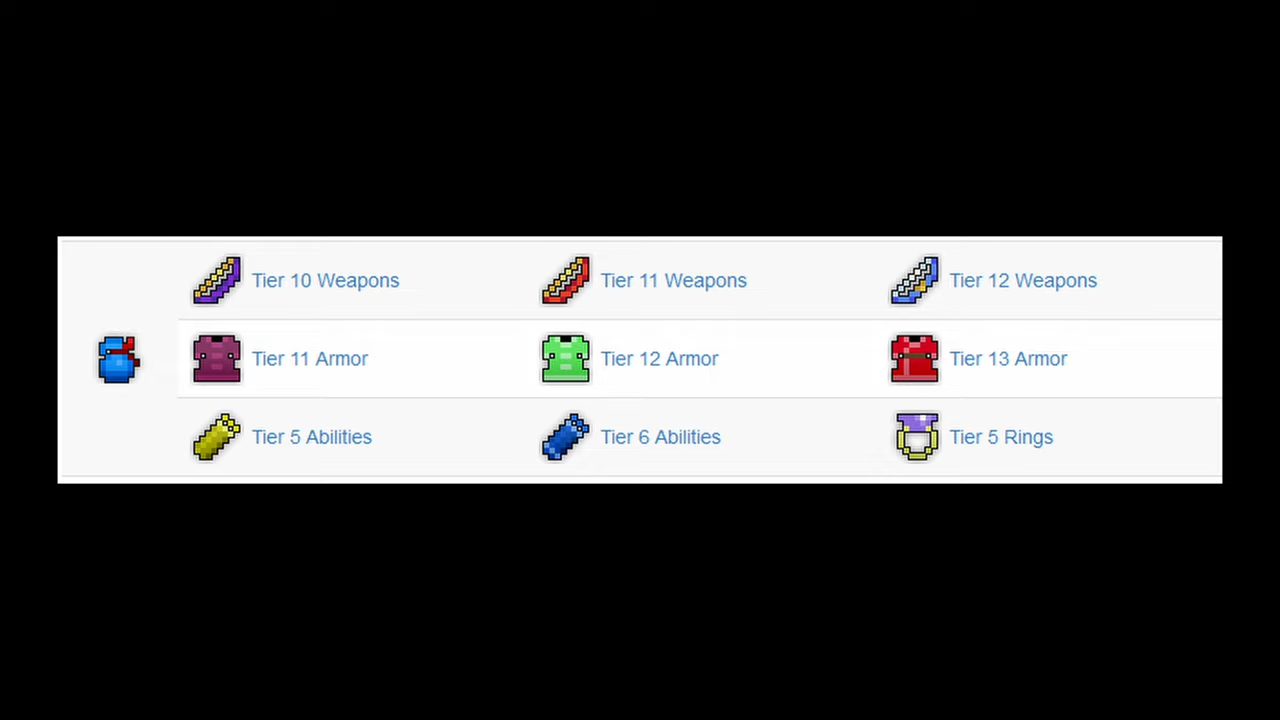 Tier 10 Weapons Tier 11 Weapons Tier 12 Weapons
Tier 11 Armor Tier 12 Armor Tier 13 Armor
Tier 5 Abilities Tier 6 Abilities Tier 5 Rings